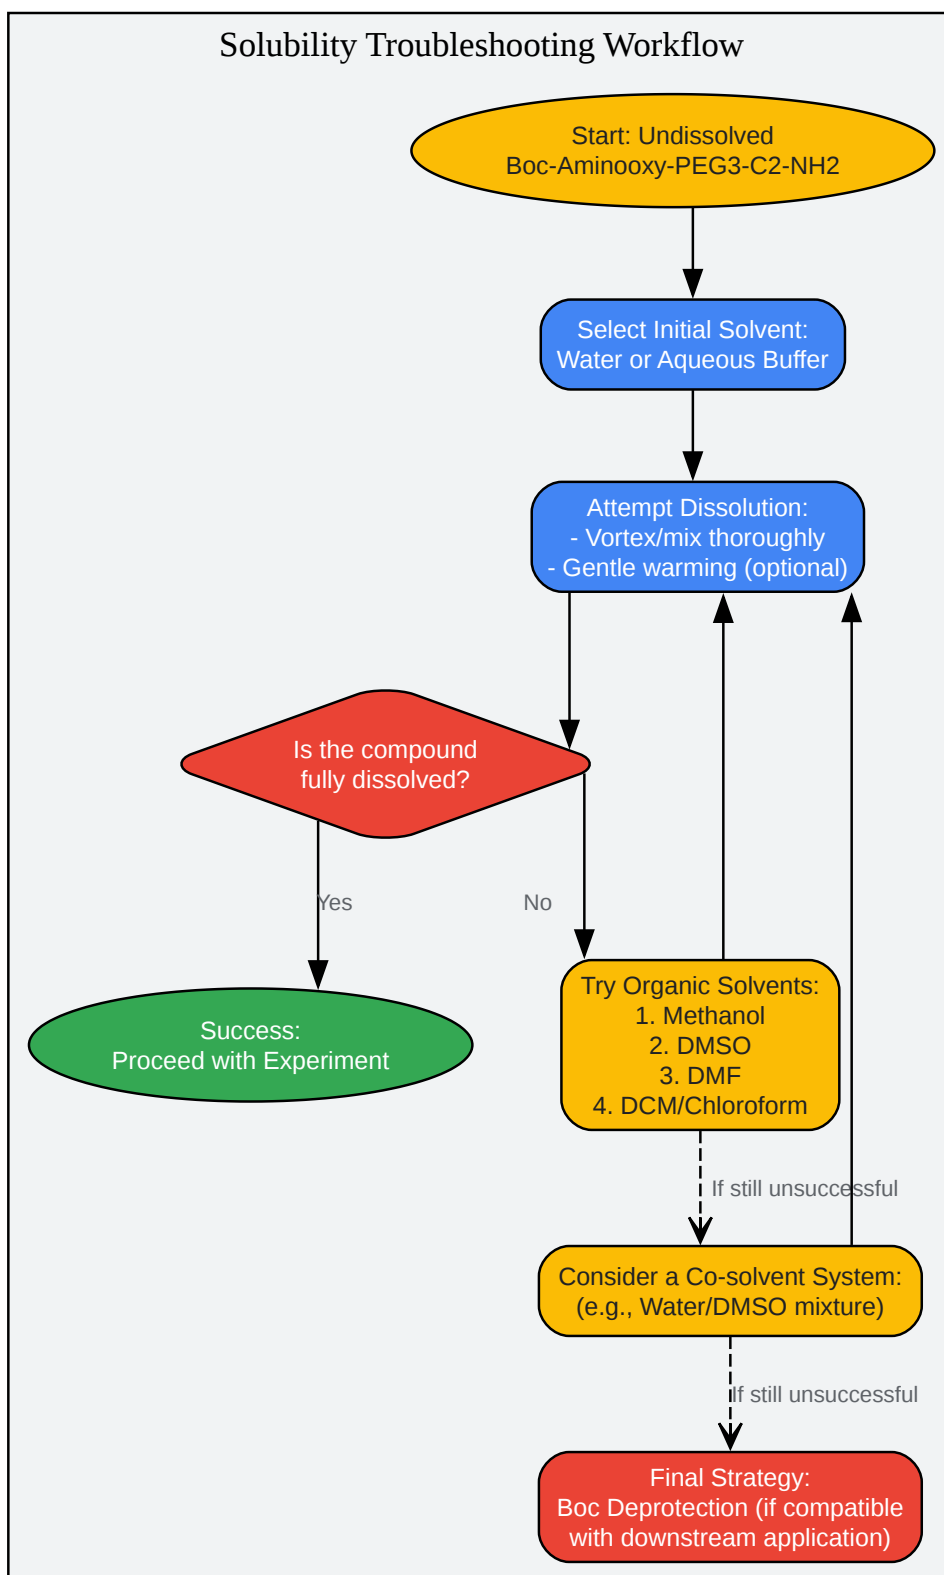 Solubility Troubleshooting Workflow
Start: Undissolved
Boc-Aminooxy-PEG3-C2-NH2
Select Initial Solvent:
Water or Aqueous Buffer
Attempt Dissolution:
- Vortex/mix thoroughly
- Gentle warming (optional)
Is the compound
fully dissolved?
Yes
No
Success:
Proceed with Experiment
Try Organic Solvents:
1. Methanol
2. DMSO
3. DMF
4. DCM/Chloroform
If still unsuccessful
Consider a Co-solvent System:
(e.g., Water/DMSO mixture)
If still unsuccessful
Final Strategy:
Boc Deprotection (if compatible
with downstream application)